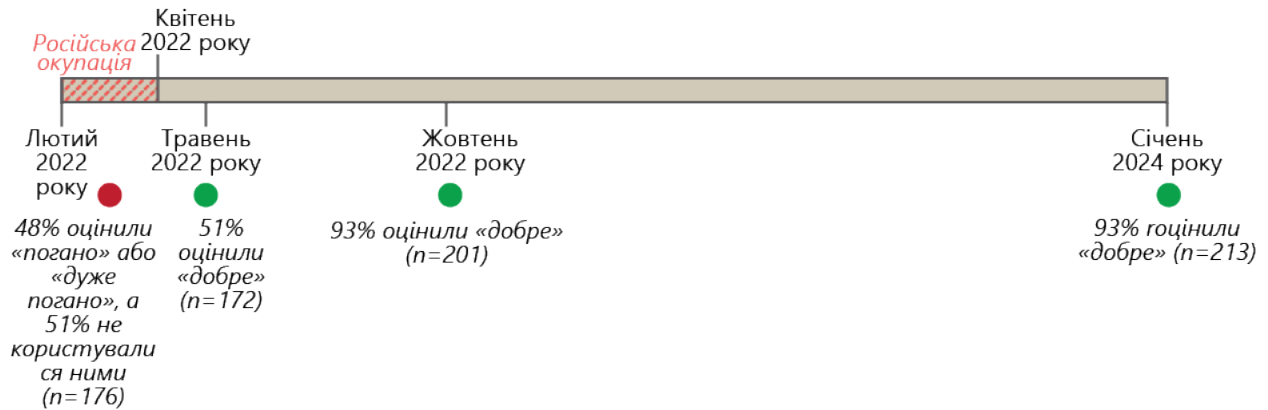 Квітень
2022 року
Російська
окупація
Лютий
2022
року
Травень
2022 року
Жовтень
2022 року
Січень
2024 року
48% оцінили
«погано» або
«дуже
погано», а
51% не
користували
ся ними
(n=176)
51%
оцінили
«добре»
(n=172)
93% оцінили «добре»
(n=201)
93% гоцінили
«добре» (n=213)